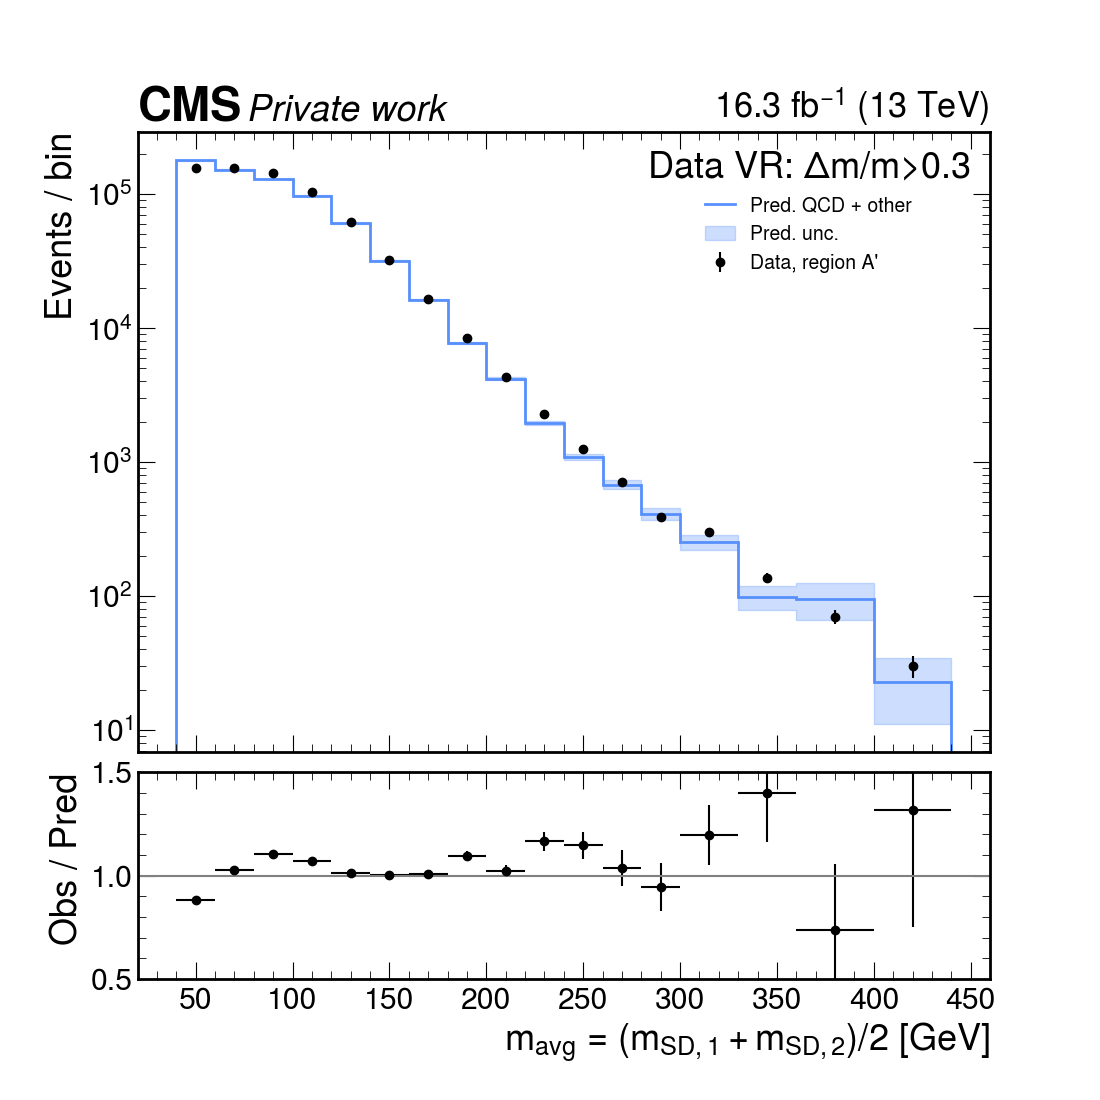 CMS Private work 16.3 fb⁻¹ (13 TeV)
Data VR: Δm/m>0.3
Pred. QCD + other
Pred. unc.
Data, region A'
Events / bin
10⁵
10⁴
10³
10²
10¹
Obs / Pred
1.5
1.0
0.5
50 100 150 200 250 300 350 400 450
m_avg = (m_SD, 1 + m_SD, 2)/2 [GeV]